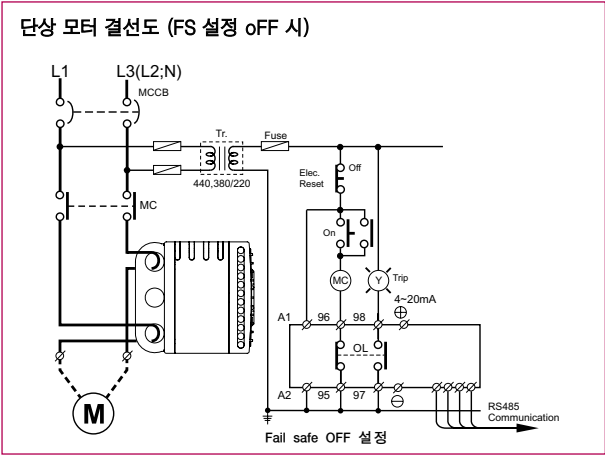 단상 모터 결선도 (FS 설정 oFF 시)
L1
L3(L2;N)
MCCB
Tr.
Fuse
440,380/220
Elec.
Reset
Off
MC
On
MC
Y
Trip
4~20mA
A1
96
98
OL
A2
95
97
RS485
Communication
M
Fail safe OFF 설정